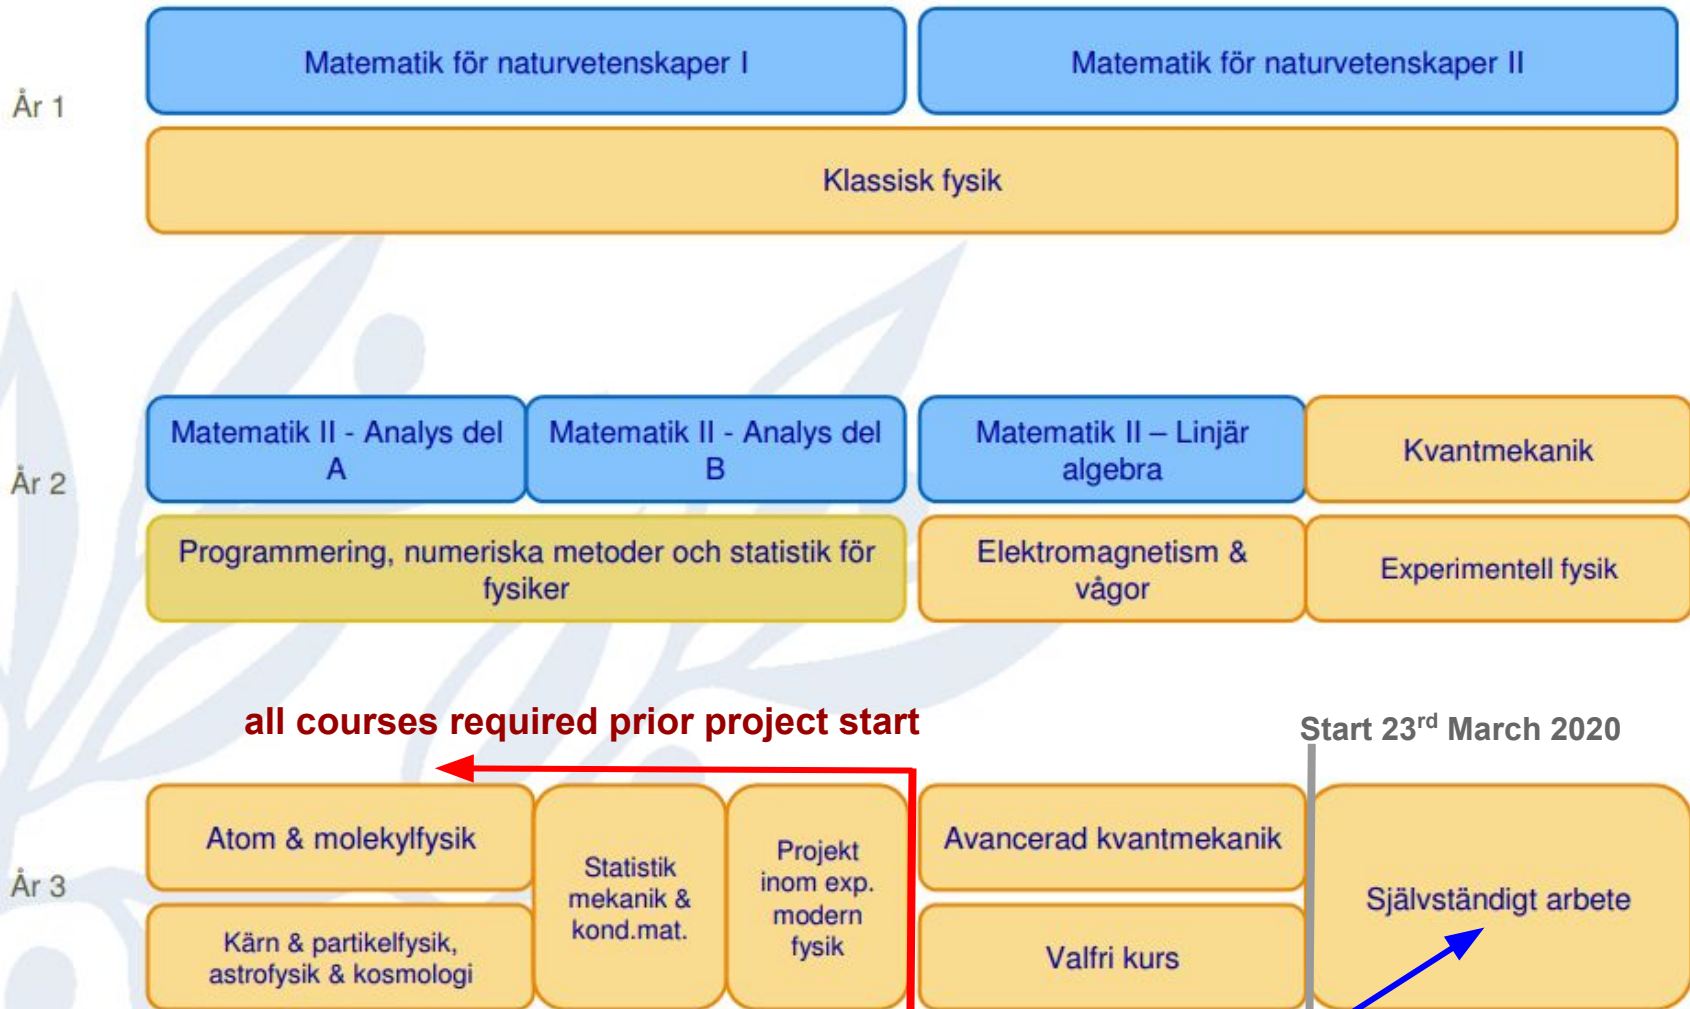 Matematik för naturvetenskaper I
Matematik för naturvetenskaper II
År 1
Klassisk fysik
Matematik II - Analys del
A
Matematik II - Analys del
B
Matematik II – Linjär
algebra
Kvantmekanik
År 2
Programmering, numeriska metoder och statistik för
fysiker
Elektromagnetism &
vågor
Experimentell fysik
all courses required prior project start
Start 23rd March 2020
År 3
Atom & molekylfysik
Kärn & partikelfysik,
astrofysik & kosmologi
Statistik
mekanik &
kond.mat.
Projekt
inom exp.
modern
fysik
Avancerad kvantmekanik
Valfri kurs
Självständigt arbete